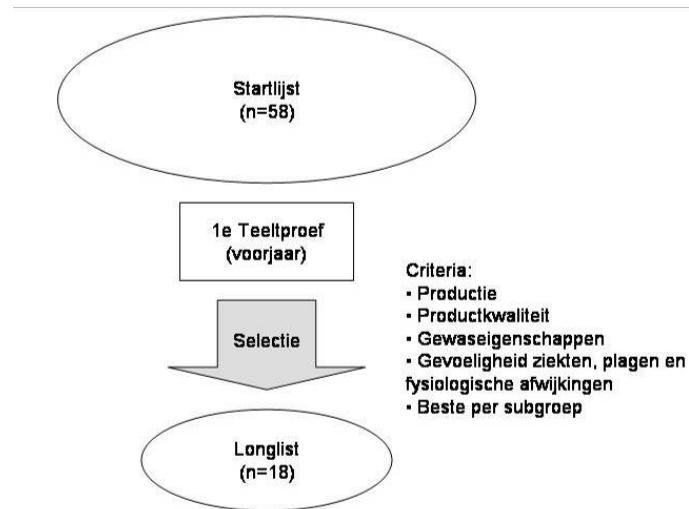 Startlijst
(n=58)
1e Teeltproef
(voorjaar)
Selectie
Criteria:
▪ Productie
▪ Productkwaliteit
▪ Gewaseigenschappen
▪ Gevoeligheid ziekten, plagen en
fysiologische afwijkingen
▪ Beste per subgroep
Longlist
(n=18)